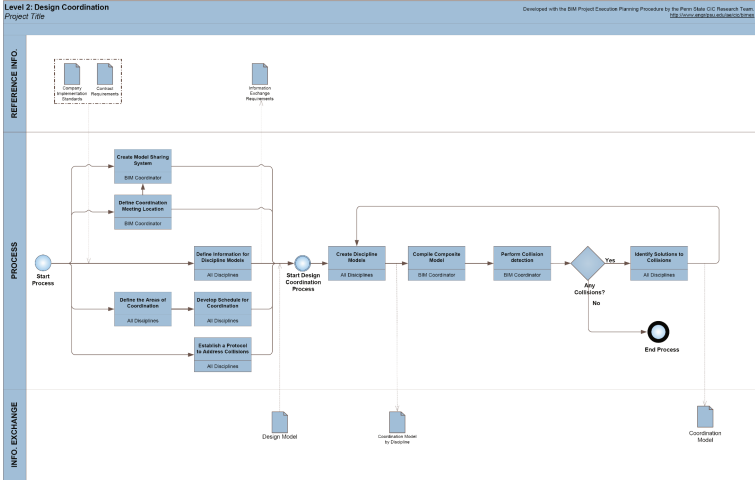 Level 2: Design Coordination
Project Title
Developed with the BIM Project Execution Planning Procedure by the Penn State CIC Research Team.
REFERENCE INFO.
Company
Implementation
Standards
Contract
Requirements
Information
Exchange
Requirements
PROCESS
Create Model Sharing
System
BIM Coordinator
Define Coordination
Meeting Location
BIM Coordinator
Start
Process
Define Information for
Discipline Models
All Disciplines
Define the Areas of
Coordination
All Disciplines
Develop Schedule for
Coordination
All Disciplines
Establish a Protocol
to Address Collisions
All Disciplines
Start Design
Coordination
Process
Create Discipline
Models
All Disciplines
Compile Composite
Model
BIM Coordinator
Perform Collision
detection
BIM Coordinator
Any
Collisions?
Yes
No
Identify Solutions to
Collisions
All Disciplines
End Process
INFO. EXCHANGE
Design Model
Coordination Model
by Discipline
Coordination
Model